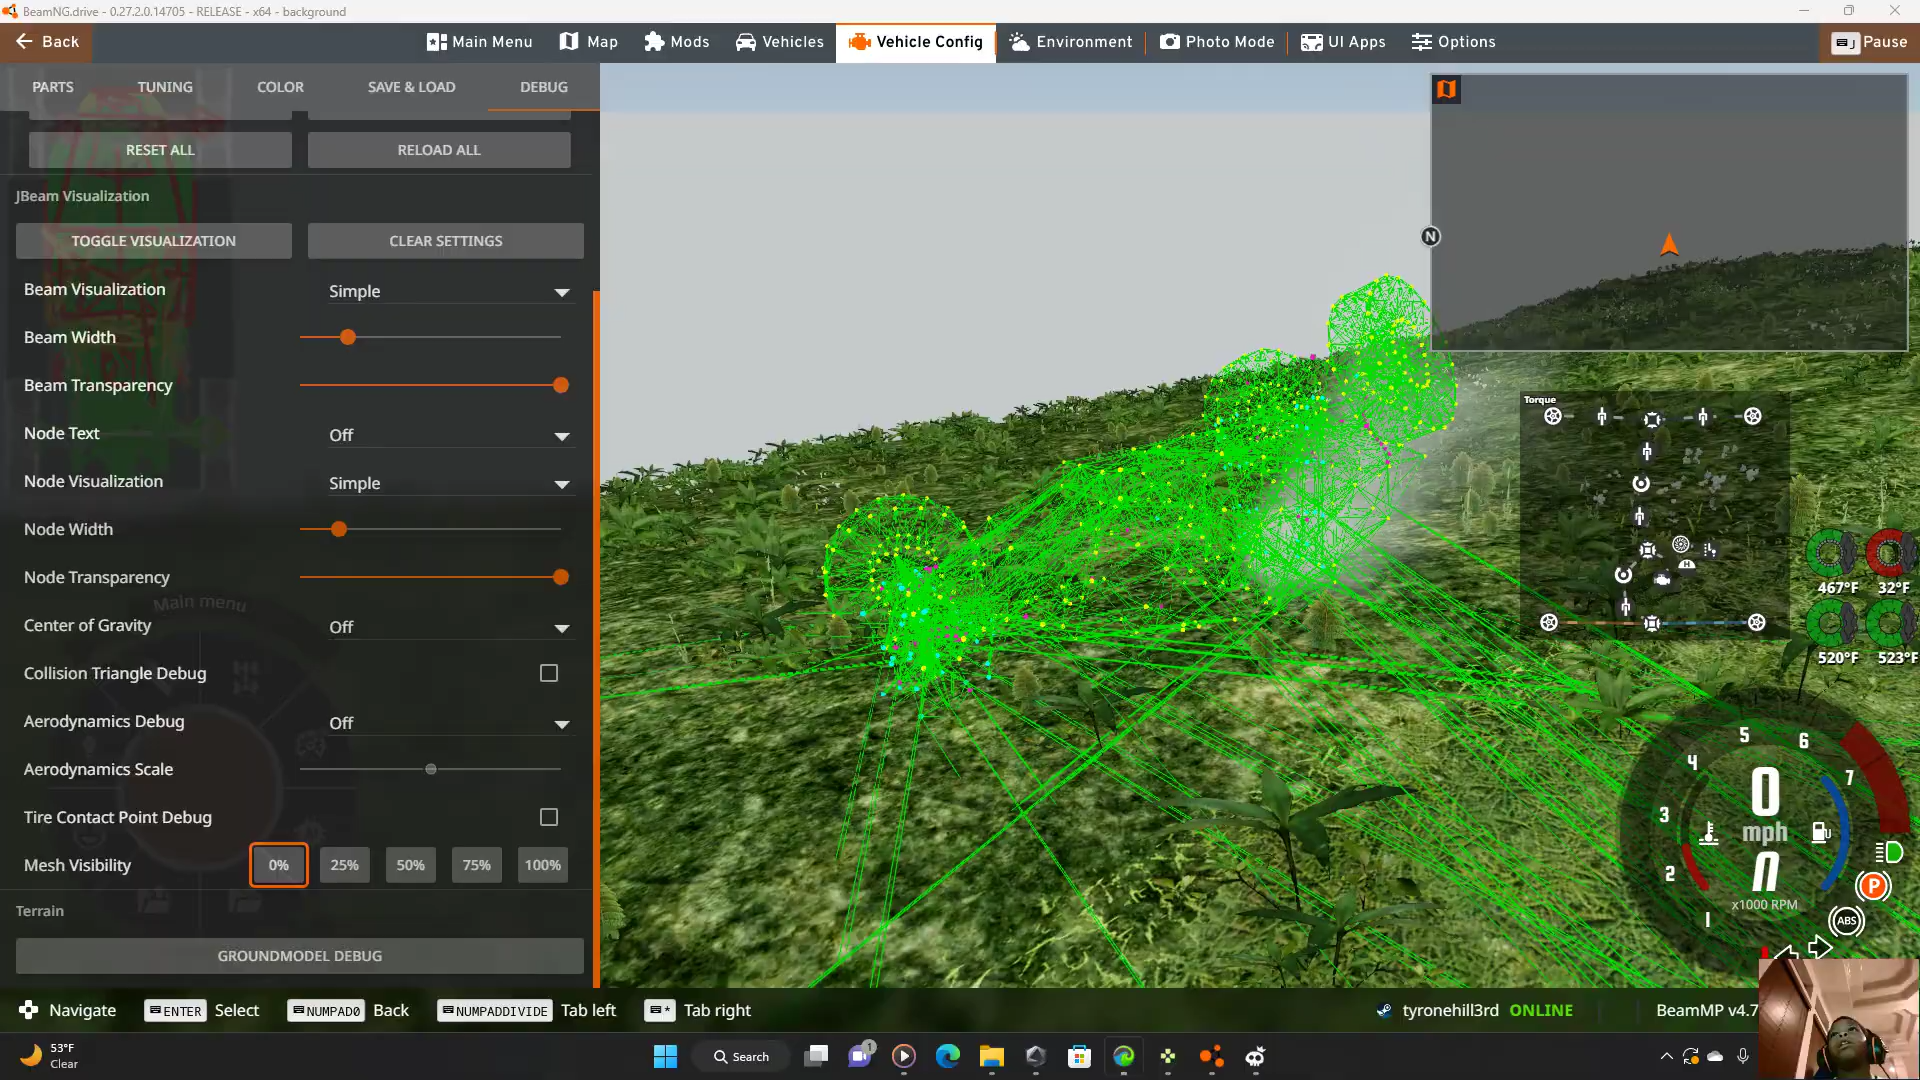 BeamNG.drive - 0.27.2.0.14705 - RELEASE - x64 - background
Back
Main Menu
Map
Mods
Vehicles
Vehicle Config
Environment
Photo Mode
UI Apps
Options
J Pause
PARTS
TUNING
COLOR
SAVE & LOAD
DEBUG
RESET ALL
RELOAD ALL
JBeam Visualization
TOGGLE VISUALIZATION
CLEAR SETTINGS
Beam Visualization
Simple
Beam Width
Beam Transparency
Node Text
Off
Node Visualization
Simple
Node Width
Node Transparency
Main menu
Center of Gravity
Off
Collision Triangle Debug
Aerodynamics Debug
Off
Aerodynamics Scale
Tire Contact Point Debug
Mesh Visibility
0%
25%
50%
75%
100%
Terrain
GROUNDMODEL DEBUG
N
Torque
H
467°F
32°F
520°F
523°F
1
2
3
4
5
6
7
0
mph
n
x1000 RPM
P
ABS
Navigate
ENTER Select
NUMPAD0 Back
NUMPADDIVIDE Tab left
* Tab right
tyronehill3rd ONLINE
BeamMP v4.7
53°F
Clear
Search
1